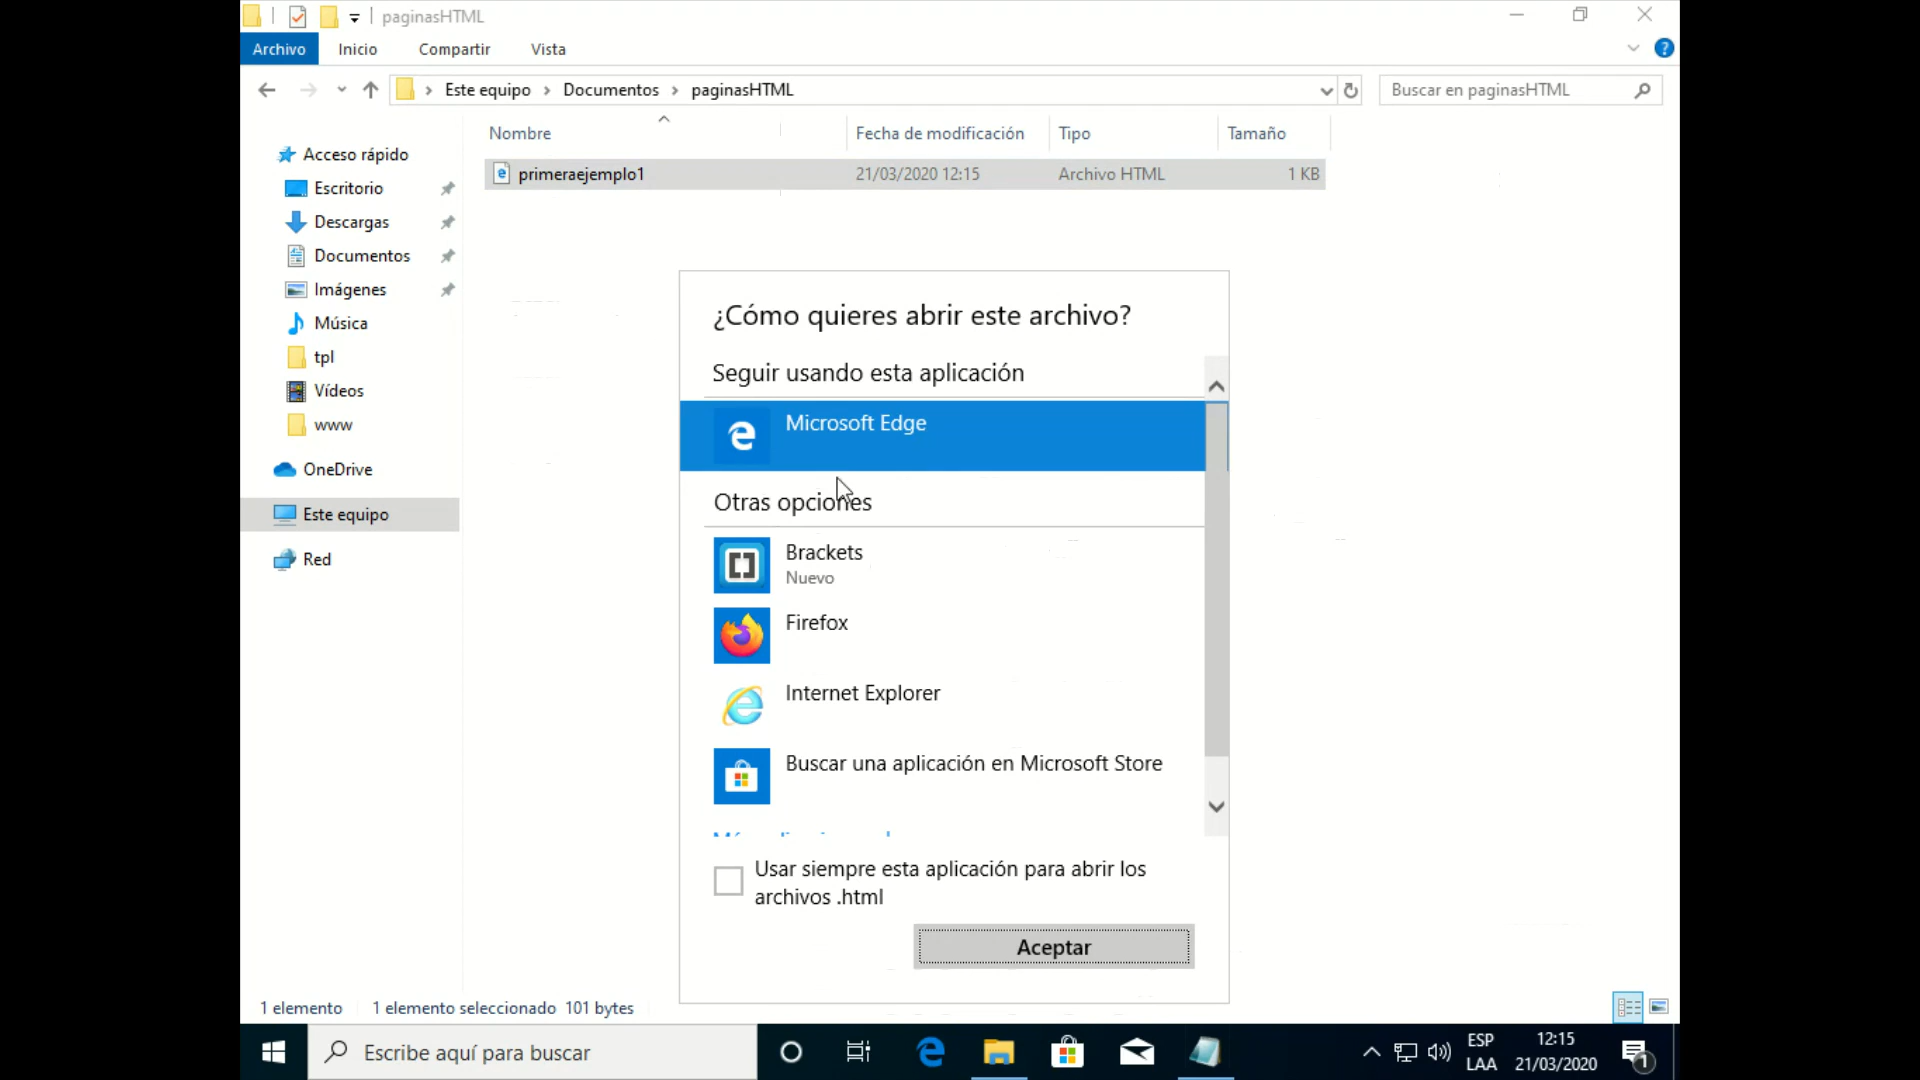 paginasHTML
Archivo Inicio Compartir Vista
Este equipo Documentos paginasHTML
Buscar en paginasHTML
Nombre Fecha de modificación Tipo Tamaño
primeraejemplo1 21/03/2020 12:15 Archivo HTML 1 KB
Acceso rápido
Escritorio
Descargas
Documentos
Imágenes
Música
tpl
Vídeos
www
OneDrive
Este equipo
Red
¿Cómo quieres abrir este archivo?
Seguir usando esta aplicación
Microsoft Edge
Otras opciones
Brackets
Nuevo
Firefox
Internet Explorer
Buscar una aplicación en Microsoft Store
Usar siempre esta aplicación para abrir los
archivos .html
Aceptar
1 elemento 1 elemento seleccionado 101 bytes
Escribe aquí para buscar
ESP
LAA
12:15
21/03/2020
1